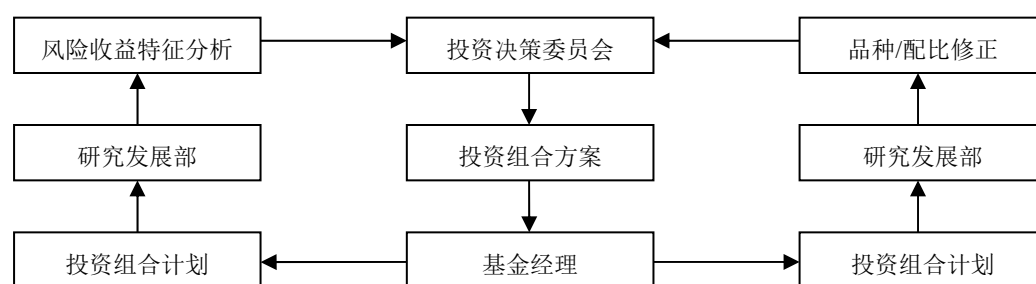 风险收益特征分析
投资决策委员会
品种/配比修正
研究发展部
投资组合方案
研究发展部
投资组合计划
基金经理
投资组合计划